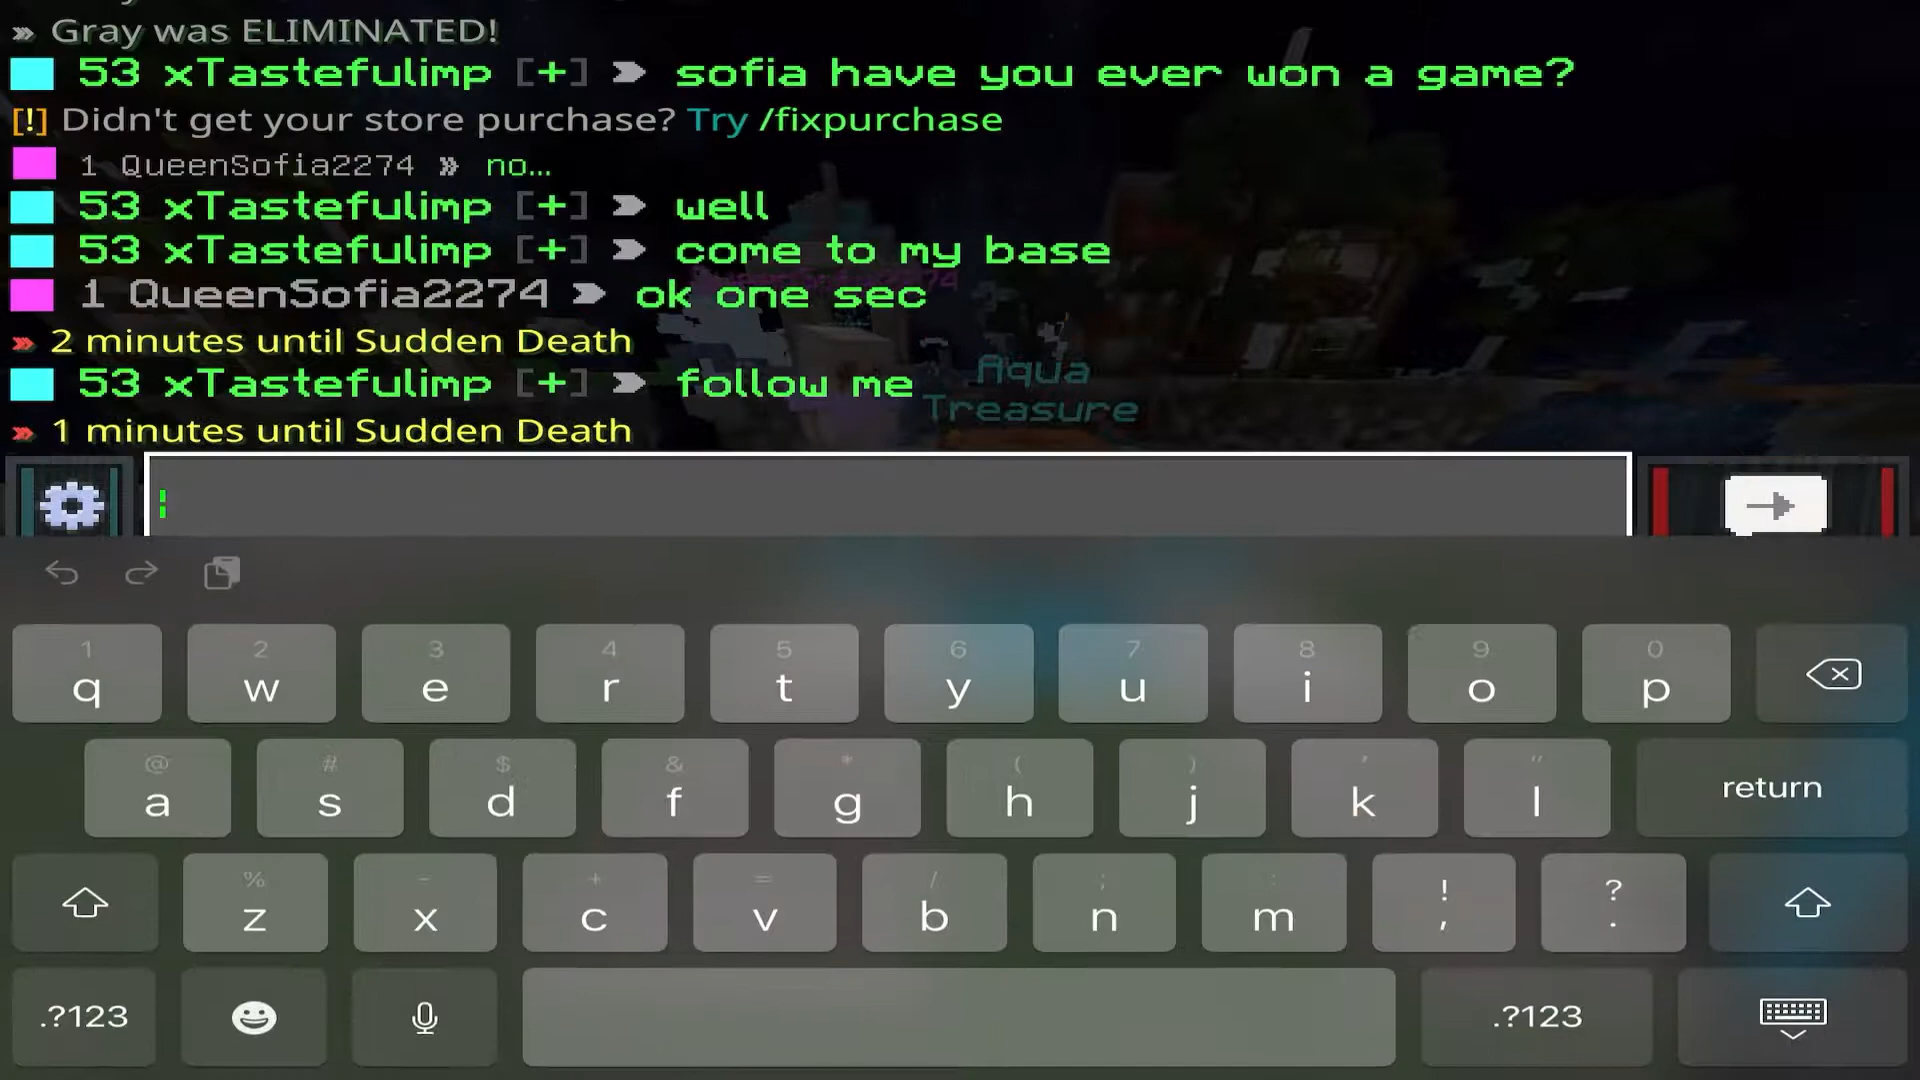 » Gray was ELIMINATED!
53 xTastefulimp [+] » sofia have you ever won a game?
[!] Didn't get your store purchase? Try /fixpurchase
1 QueenSofia2274 » no...
53 xTastefulimp [+] » well
53 xTastefulimp [+] » come to my base
1 QueenSofia2274 » ok one sec
» 2 minutes until Sudden Death
53 xTastefulimp [+] » follow me
Aqua
Treasure
» 1 minutes until Sudden Death
1 2 3 4 5 6 7 8 9 0
q w e r t y u i o p
@ # $ & * ( ) ' "
a s d f g h j k l return
% - + = / ; : ! ?
z x c v b n m , .
.?123 .?123